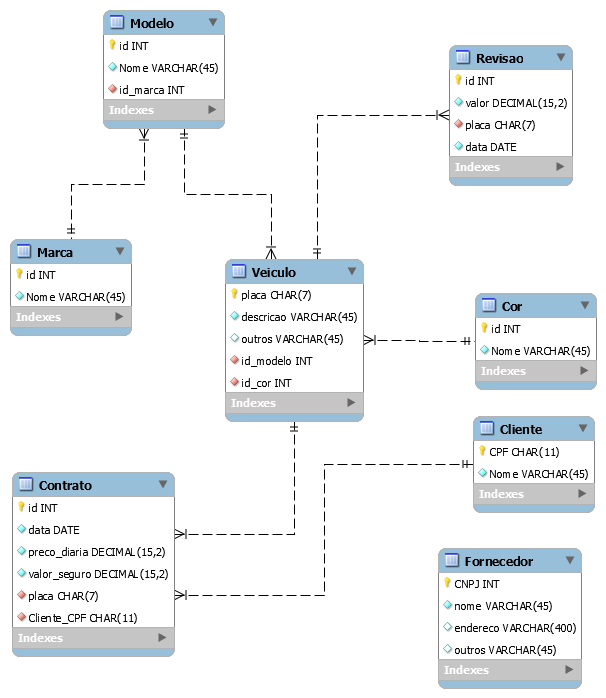 Modelo
id INT
Nome VARCHAR(45)
id_marca INT
Indexes
Revisao
id INT
valor DECIMAL(15,2)
placa CHAR(7)
data DATE
Indexes
Marca
id INT
Nome VARCHAR(45)
Indexes
Veiculo
placa CHAR(7)
descricao VARCHAR(45)
outros VARCHAR(45)
id_modelo INT
id_cor INT
Indexes
Cor
id INT
Nome VARCHAR(45)
Indexes
Cliente
CPF CHAR(11)
Nome VARCHAR(45)
Indexes
Contrato
id INT
data DATE
preco_diaria DECIMAL(15,2)
valor_seguro DECIMAL(15,2)
placa CHAR(7)
Cliente_CPF CHAR(11)
Indexes
Fornecedor
CNPJ INT
nome VARCHAR(45)
endereco VARCHAR(400)
outros VARCHAR(45)
Indexes